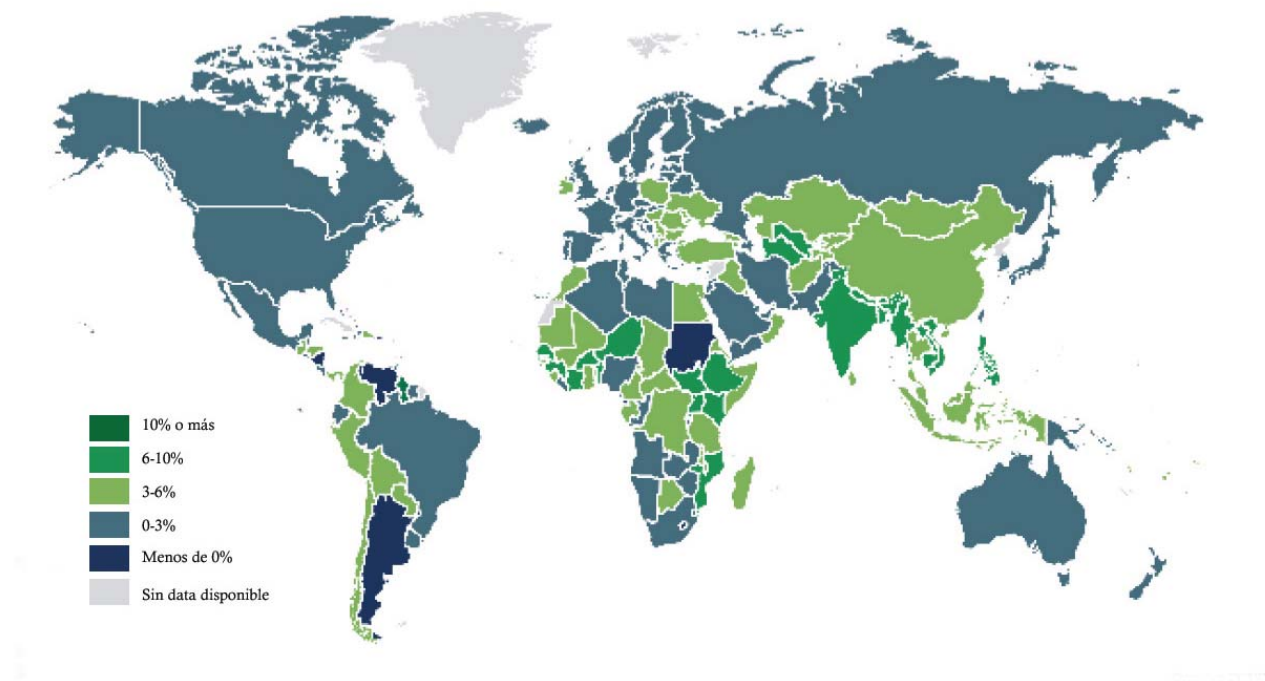 10% o más
6-10%
3-6%
0-3%
Menos de 0%
Sin data disponible